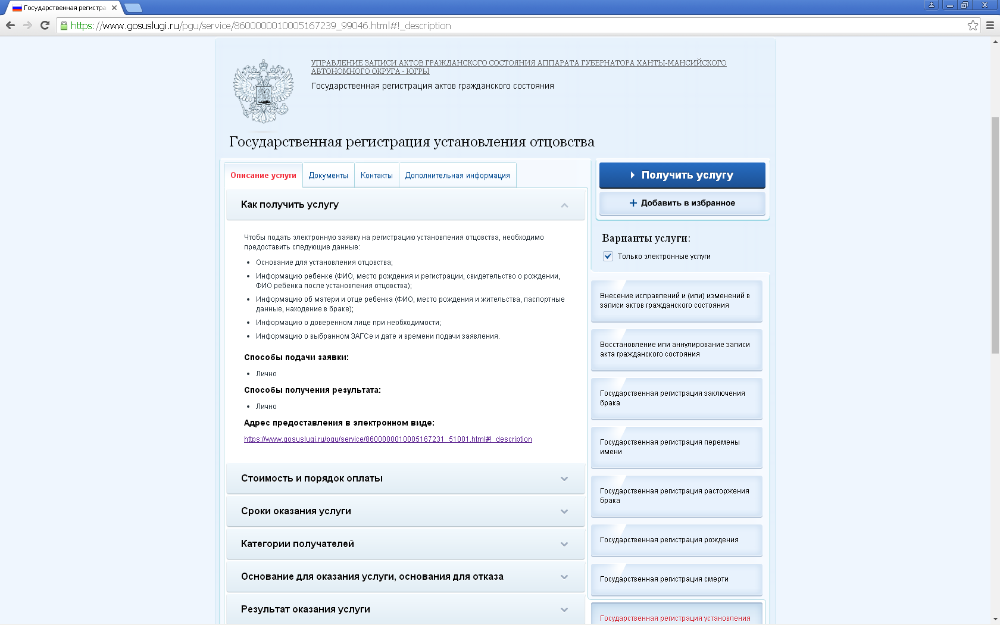 Государственная регистра
https://www.gosuslugi.ru/pgu/service/8600000010005167239_99046.html#!_description
УПРАВЛЕНИЕ ЗАПИСИ АКТОВ ГРАЖДАНСКОГО СОСТОЯНИЯ АППАРАТА ГУБЕРНАТОРА ХАНТЫ-МАНСИЙСКОГО
АВТОНОМНОГО ОКРУГА - ЮГРЫ
Государственная регистрация актов гражданского состояния
Государственная регистрация установления отцовства
Описание услуги
Документы
Контакты
Дополнительная информация
Как получить услугу
Чтобы подать электронную заявку на регистрацию установления отцовства, необходимо
предоставить следующие данные:
• Основание для установления отцовства;
• Информацию ребенке (ФИО, место рождения и регистрации, свидетельство о рождении,
ФИО ребенка после установления отцовства);
• Информацию об матери и отце ребенка (ФИО, место рождения и жительства, паспортные
данные, находение в браке);
• Информацию о доверенном лице при необходимости;
• Информацию о выбранном ЗАГСе и дате и времени подачи заявления.
Способы подачи заявки:
• Лично
Способы получения результата:
• Лично
Адрес предоставления в электронном виде:
https://www.gosuslugi.ru/pgu/service/8600000010005167231_51001.html#!_description
Стоимость и порядок оплаты
Сроки оказания услуги
Категории получателей
Основание для оказания услуги, основания для отказа
Результат оказания услуги
Получить услугу
+ Добавить в избранное
Варианты услуги:
Только электронные услуги
Внесение исправлений и (или) изменений в
записи актов гражданского состояния
Восстановление или аннулирование записи
акта гражданского состояния
Государственная регистрация заключения
брака
Государственная регистрация перемены
имени
Государственная регистрация расторжения
брака
Государственная регистрация рождения
Государственная регистрация смерти
Государственная регистрация установления